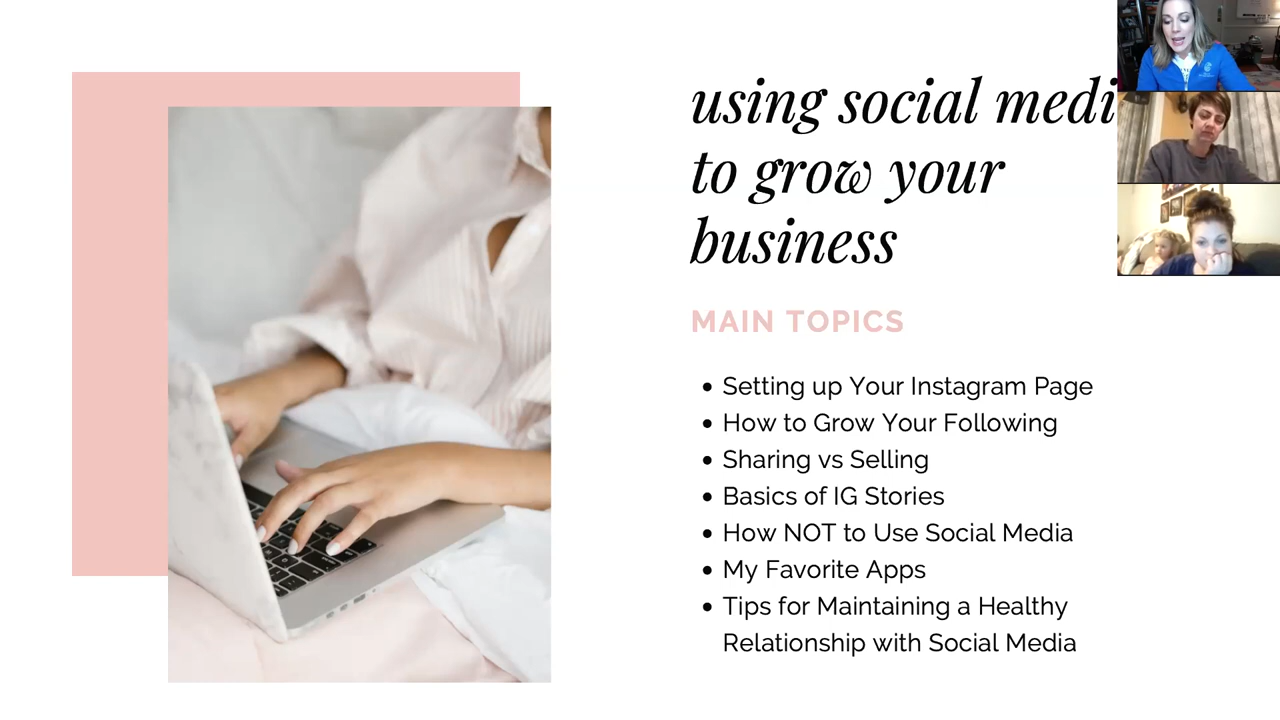 using social medi
to grow your
business
MAIN TOPICS
• Setting up Your Instagram Page
• How to Grow Your Following
• Sharing vs Selling
• Basics of IG Stories
• How NOT to Use Social Media
• My Favorite Apps
• Tips for Maintaining a Healthy
Relationship with Social Media